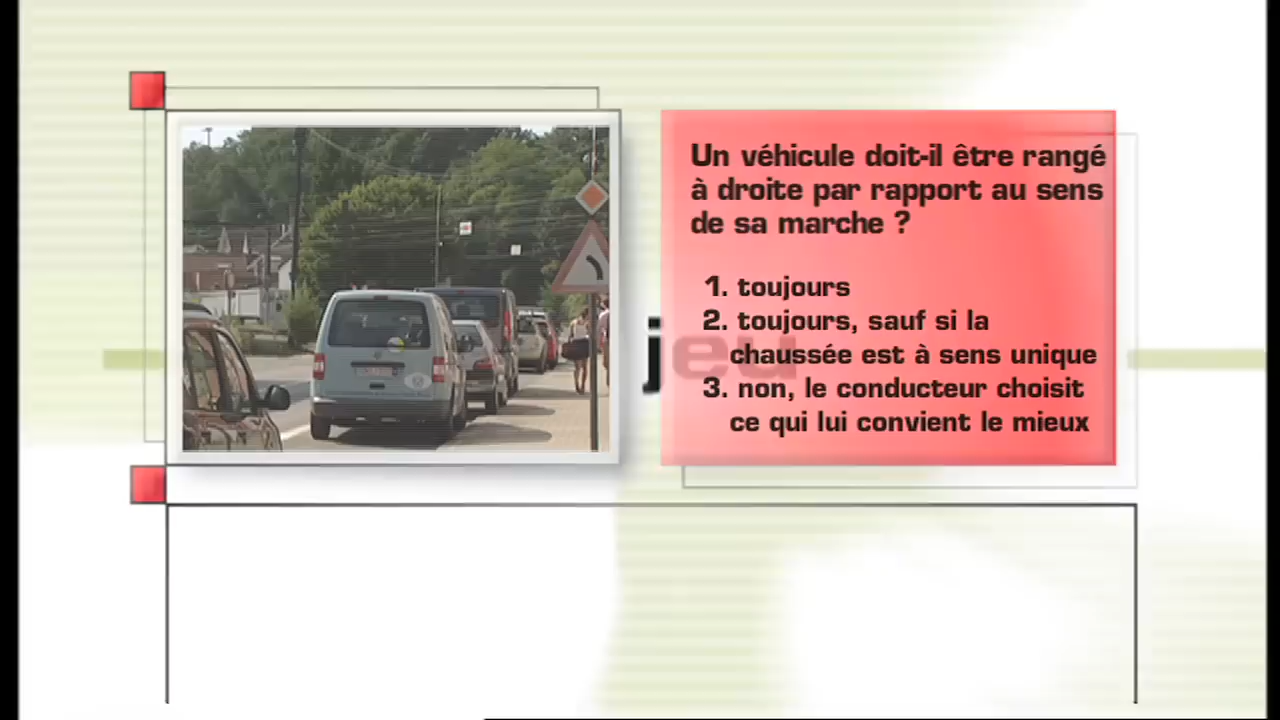 Un véhicule doit-il être rangé
à droite par rapport au sens
de sa marche ?
1. toujours
2. toujours, sauf si la
chaussée est à sens unique
3. non, le conducteur choisit
ce qui lui convient le mieux
jeu